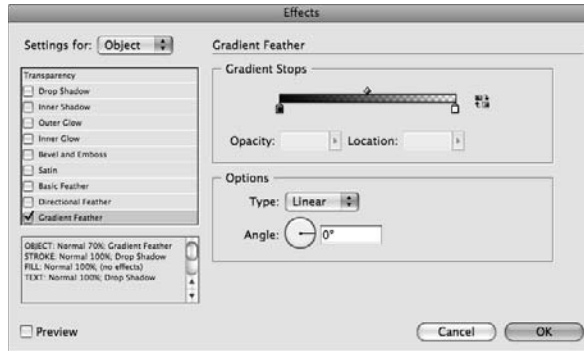 Effects
Settings for: Object
Transparency
Drop Shadow
Inner Shadow
Outer Glow
Inner Glow
Bevel and Emboss
Satin
Basic Feather
Directional Feather
Gradient Feather
OBJECT: Normal 70%; Gradient Feather
STROKE: Normal 100%; Drop Shadow
FILL: Normal 100%; (no effects)
TEXT: Normal 100%; Drop Shadow
Preview
Gradient Feather
Gradient Stops
Opacity: Location:
Options
Type: Linear
Angle: 0°
Cancel OK